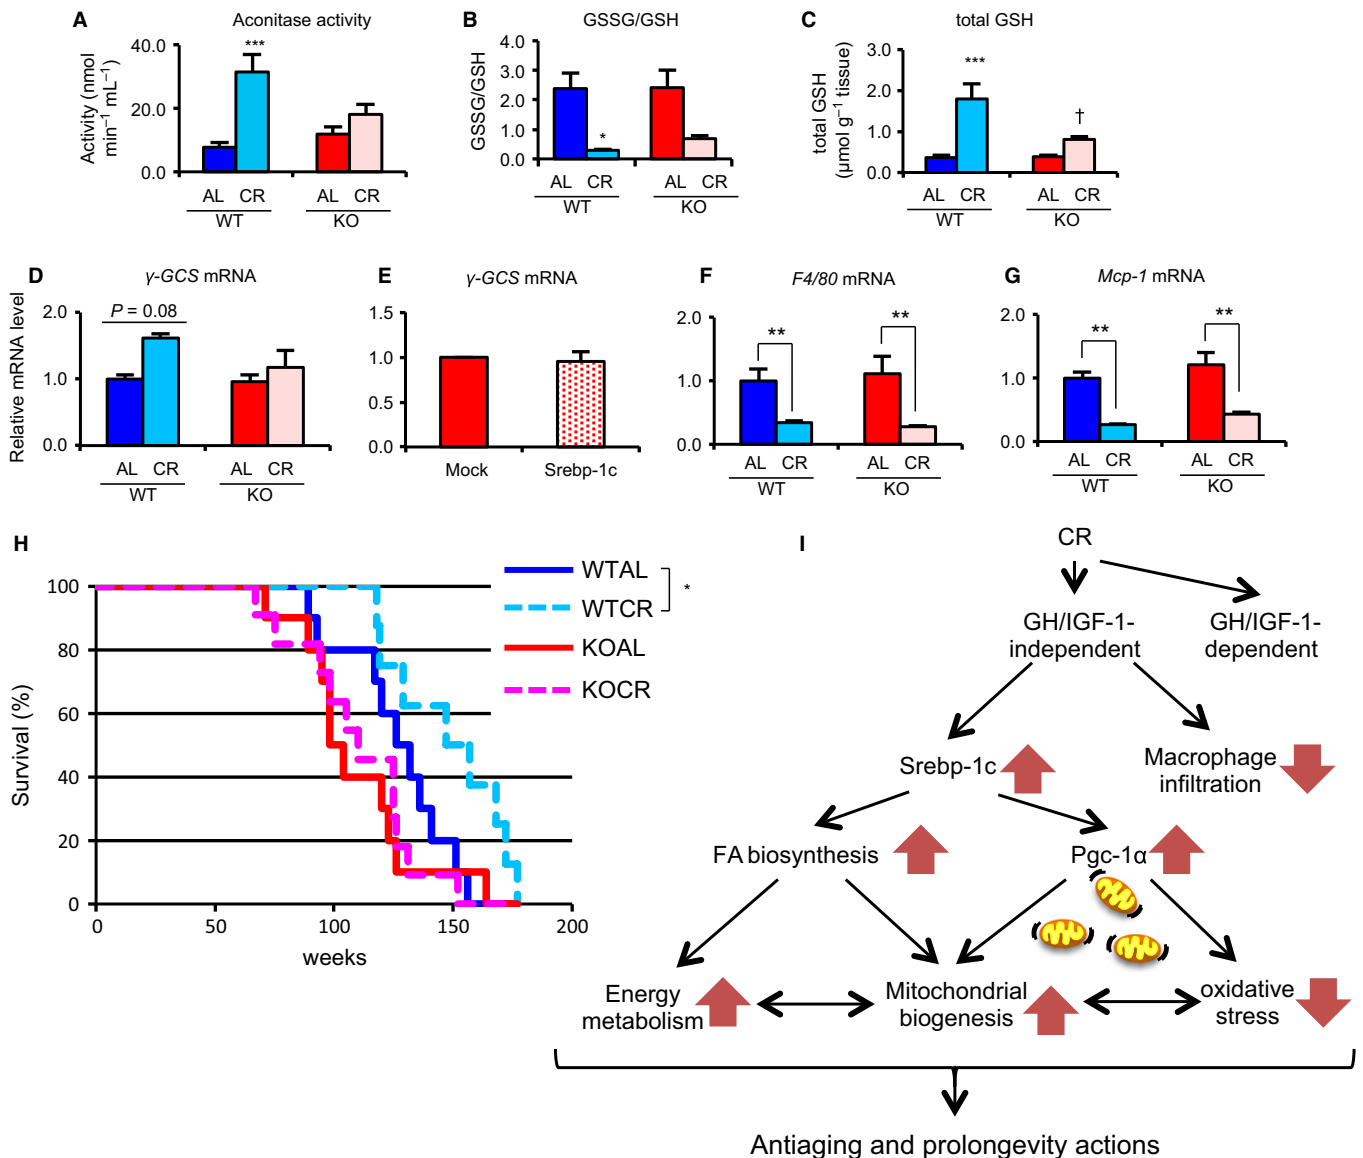 A Aconitase activity
Activity (nmol
min⁻¹ mL⁻¹)
40.0
20.0
0.0
***
AL CR
WT
KO
AL CR
B GSSG/GSH
GSSG/GSH
4.0
3.0
2.0
1.0
0.0
*
AL CR AL CR
WT KO
C total GSH
total GSH
(µmol g⁻¹ tissue)
3.0
2.0
1.0
0.0
***
†
AL CR AL CR
WT KO
D γ-GCS mRNA
Relative mRNA level
2.0
1.0
0.0
P = 0.08
AL CR AL CR
WT KO
E γ-GCS mRNA
1.5
1.0
0.5
0.0
Mock Srebp-1c
F F4/80 mRNA
2.0
1.0
0.0
**
**
AL CR AL CR
WT KO
G Mcp-1 mRNA
2.0
1.0
0.0
**
**
AL CR AL CR
WT KO
H
Survival (%)
100
80
60
40
20
0
0 50 100 150 200
weeks
WTAL
WTCR
KOAL
KOCR
*
I
CR
GH/IGF-1-
independent
GH/IGF-1-
dependent
Srebp-1c
Macrophage
infiltration
FA biosynthesis
Pgc-1α
Energy
metabolism
Mitochondrial
biogenesis
oxidative
stress
Antiaging and prolongevity actions